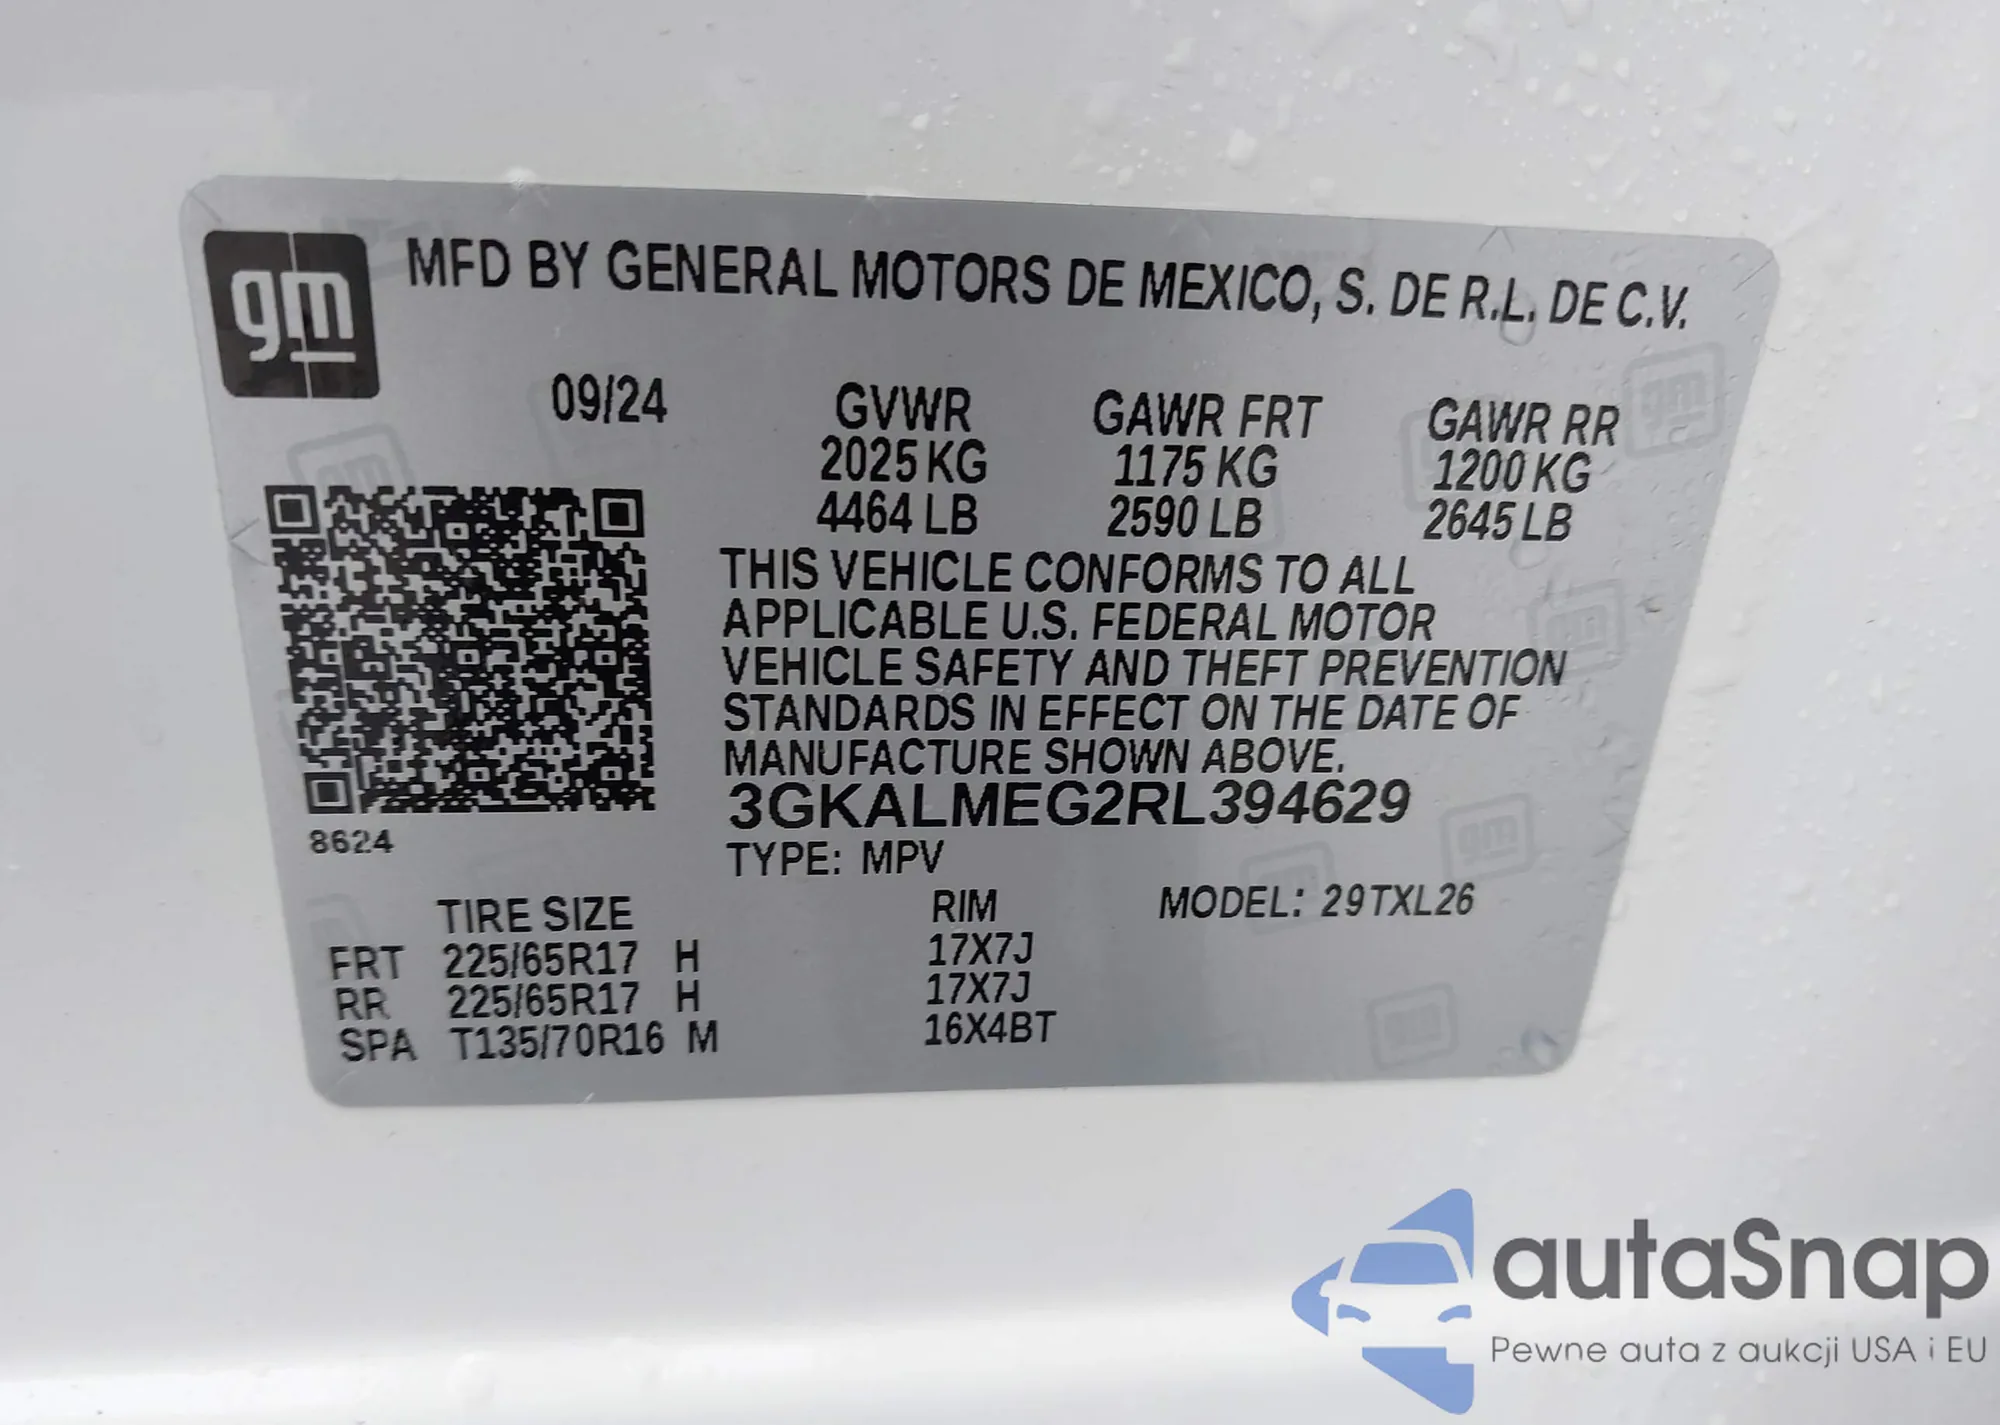 gm MFD BY GENERAL MOTORS DE MEXICO, S. DE R.L. DE C.V.
09/24 GVWR GAWR FRT GAWR RR
2025 KG 1175 KG 1200 KG
4464 LB 2590 LB 2645 LB
THIS VEHICLE CONFORMS TO ALL
APPLICABLE U.S. FEDERAL MOTOR
VEHICLE SAFETY AND THEFT PREVENTION
STANDARDS IN EFFECT ON THE DATE OF
MANUFACTURE SHOWN ABOVE.
3GKALMEG2RL394629
8624
TYPE: MPV
TIRE SIZE RIM MODEL: 29TXL26
FRT 225/65R17 H 17X7J
RR 225/65R17 H 17X7J
SPA T135/70R16 M 16X4BT
autaSnap
Pewne auta z aukcji USA i EU